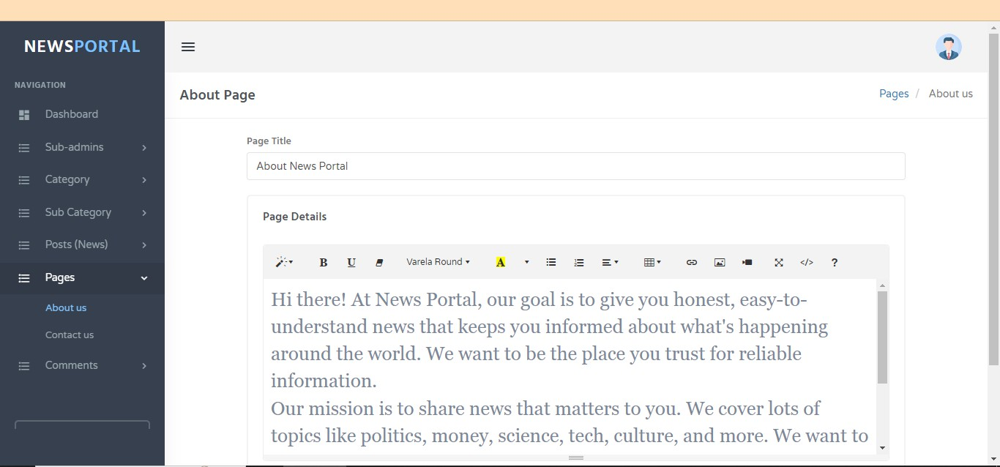 NEWSPORTAL
NAVIGATION
Dashboard
Sub-admins
Category
Sub Category
Posts (News)
Pages
About us
Contact us
Comments
About Page
Pages / About us
Page Title
About News Portal
Page Details
B U Varela Round A </> ?
Hi there! At News Portal, our goal is to give you honest, easy-to-
understand news that keeps you informed about what's happening
around the world. We want to be the place you trust for reliable
information.
Our mission is to share news that matters to you. We cover lots of
topics like politics, money, science, tech, culture, and more. We want to